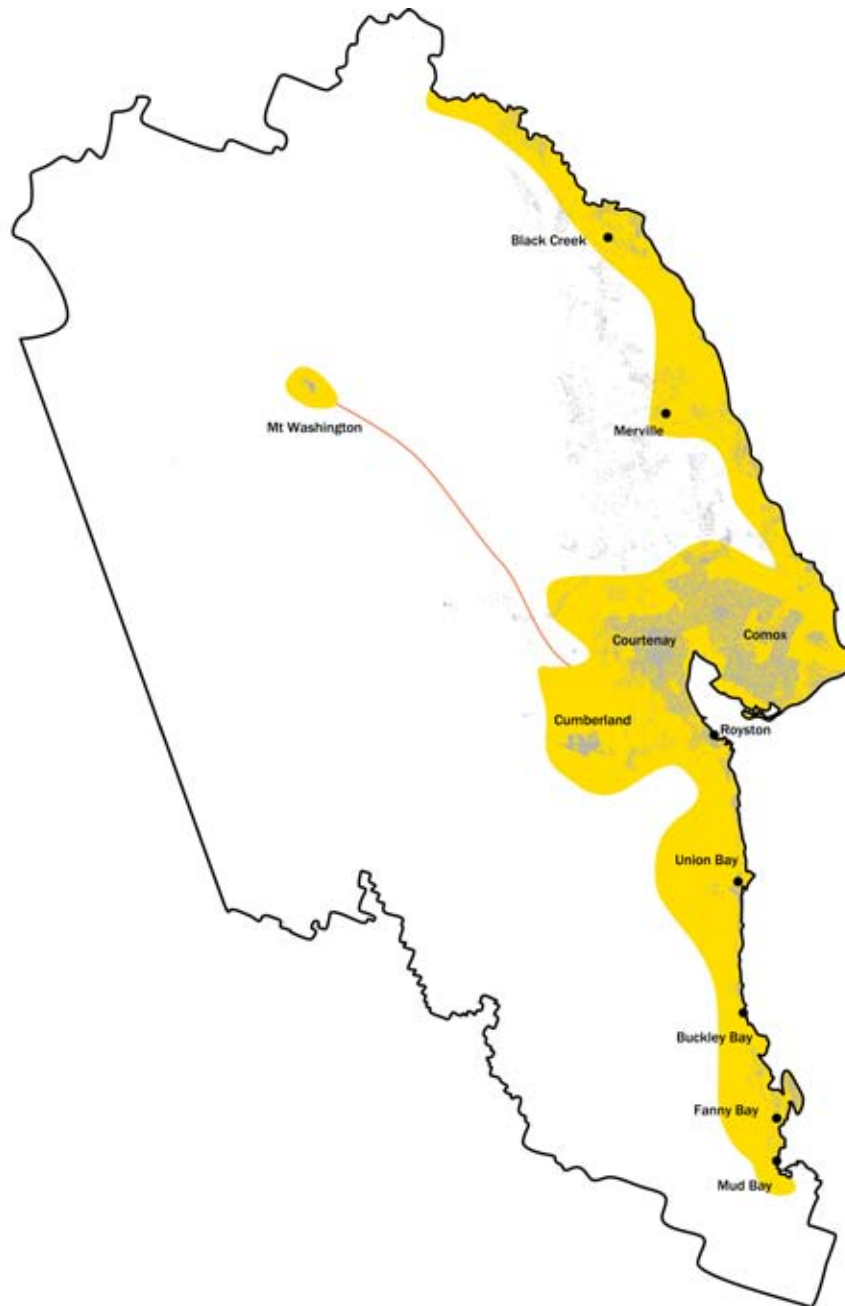 Black Creek
Mt Washington
Merville
Courtenay
Comox
Cumberland
Royston
Union Bay
Buckley Bay
Fanny Bay
Mud Bay